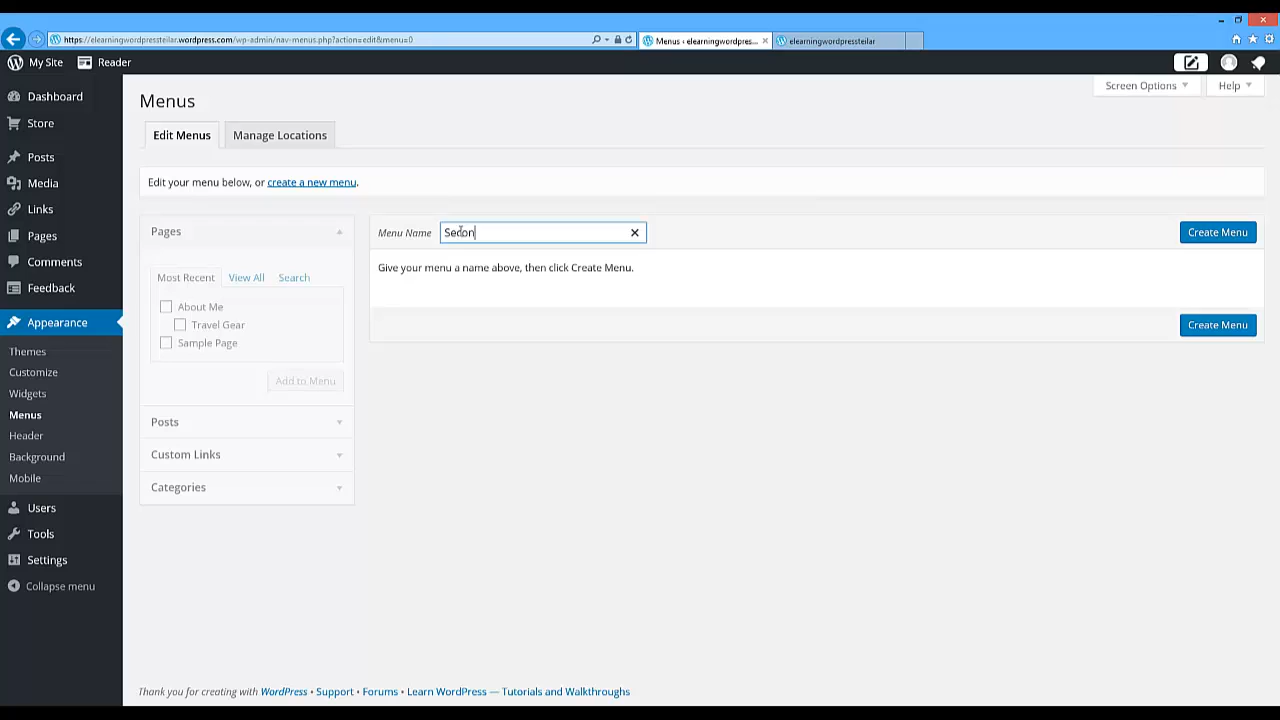 https://elearningwordpressteilar.wordpress.com/wp-admin/nav-menus.php?action=edit&menu=0
Menus ‹ elearningwordpres...
elearningwordpressteilar
My Site
Reader
Dashboard
Store
Posts
Media
Links
Pages
Comments
Feedback
Appearance
Themes
Customize
Widgets
Menus
Header
Background
Mobile
Users
Tools
Settings
Collapse menu
Screen Options
Help
Menus
Edit Menus
Manage Locations
Edit your menu below, or create a new menu.
Pages
Most Recent
View All
Search
About Me
Travel Gear
Sample Page
Add to Menu
Posts
Custom Links
Categories
Menu Name
Create Menu
Give your menu a name above, then click Create Menu.
Create Menu
Thank you for creating with WordPress • Support • Forums • Learn WordPress — Tutorials and Walkthroughs